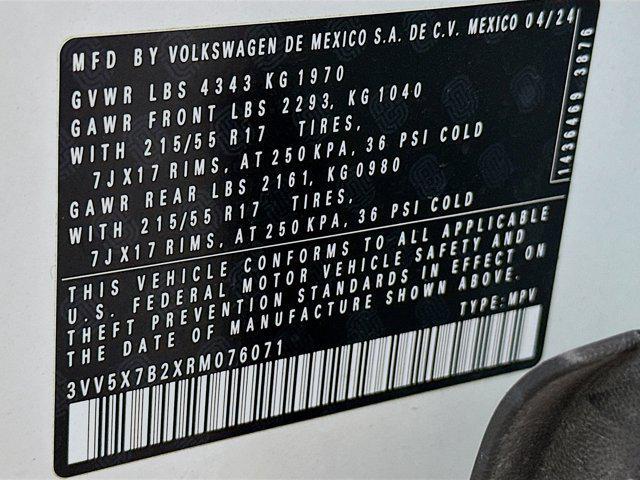 MFD BY VOLKSWAGEN DE MEXICO S.A. DE C.V. MEXICO 04/24
GVWR LBS 4343 KG 1970
GAWR FRONT LBS 2293, KG 1040
WITH 215/55 R17 TIRES,
7JX17 RIMS, AT 250 KPA, 36 PSI COLD
GAWR REAR LBS 2161, KG 0980
WITH 215/55 R17 TIRES,
7JX17 RIMS, AT 250 KPA, 36 PSI COLD
1436469 3876
THIS VEHICLE CONFORMS TO ALL APPLICABLE
U.S. FEDERAL MOTOR VEHICLE SAFETY AND
THEFT PREVENTION STANDARDS IN EFFECT ON
THE DATE OF MANUFACTURE SHOWN ABOVE.
3VV5X7B2XRM076071 TYPE:MPV